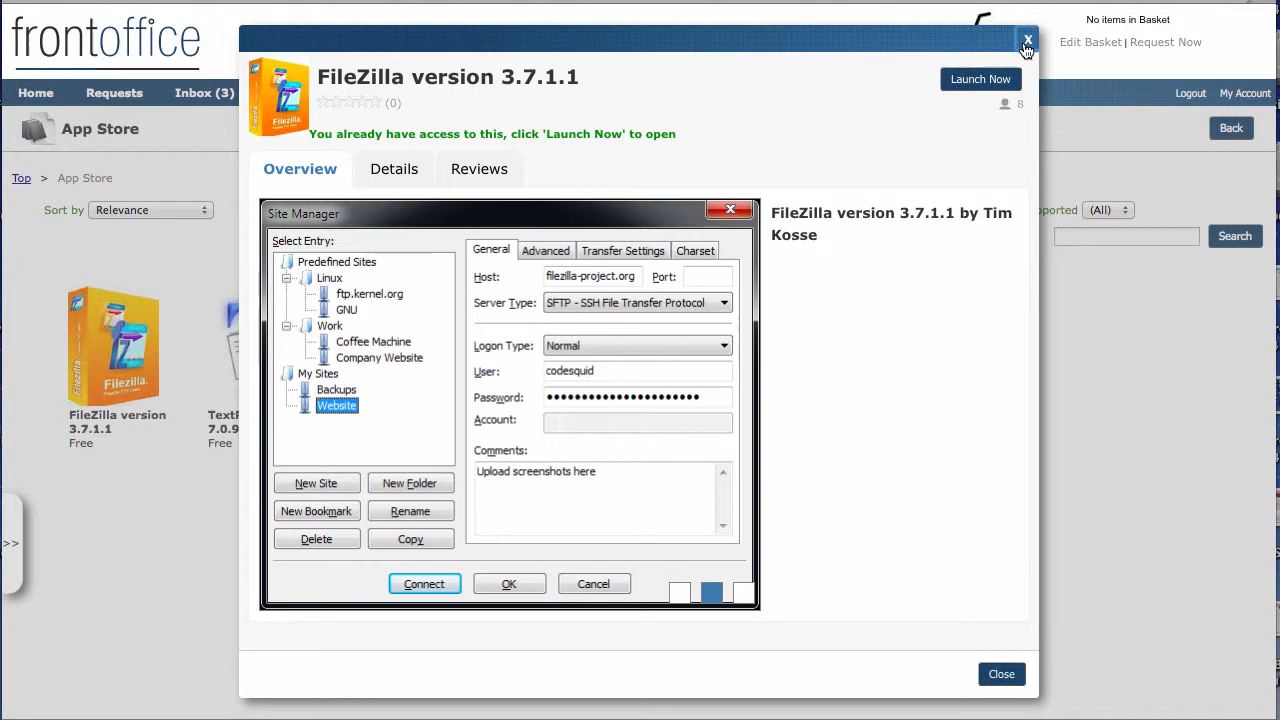 frontoffice
No items in Basket
Edit Basket | Request Now
Home Requests Inbox (3) Logout My Account
App Store Back
Top > App Store
Sort by Relevance
(All)
Search
FileZilla version 3.7.1.1
Free
7.0.9
Free
>>
X
FileZilla version 3.7.1.1
(0)
Launch Now
8
You already have access to this, click 'Launch Now' to open
Overview Details Reviews
Site Manager
Select Entry:
Predefined Sites
Linux
ftp.kernel.org
GNU
Work
Coffee Machine
Company Website
My Sites
Backups
Website
New Site New Folder
New Bookmark Rename
Delete Copy
General Advanced Transfer Settings Charset
Host: filezilla-project.org Port:
Server Type: SFTP - SSH File Transfer Protocol
Logon Type: Normal
User: codesquid
Password: ••••••••••••••••••••••
Account:
Comments:
Upload screenshots here
Connect OK Cancel
FileZilla version 3.7.1.1 by Tim
Kosse
Close